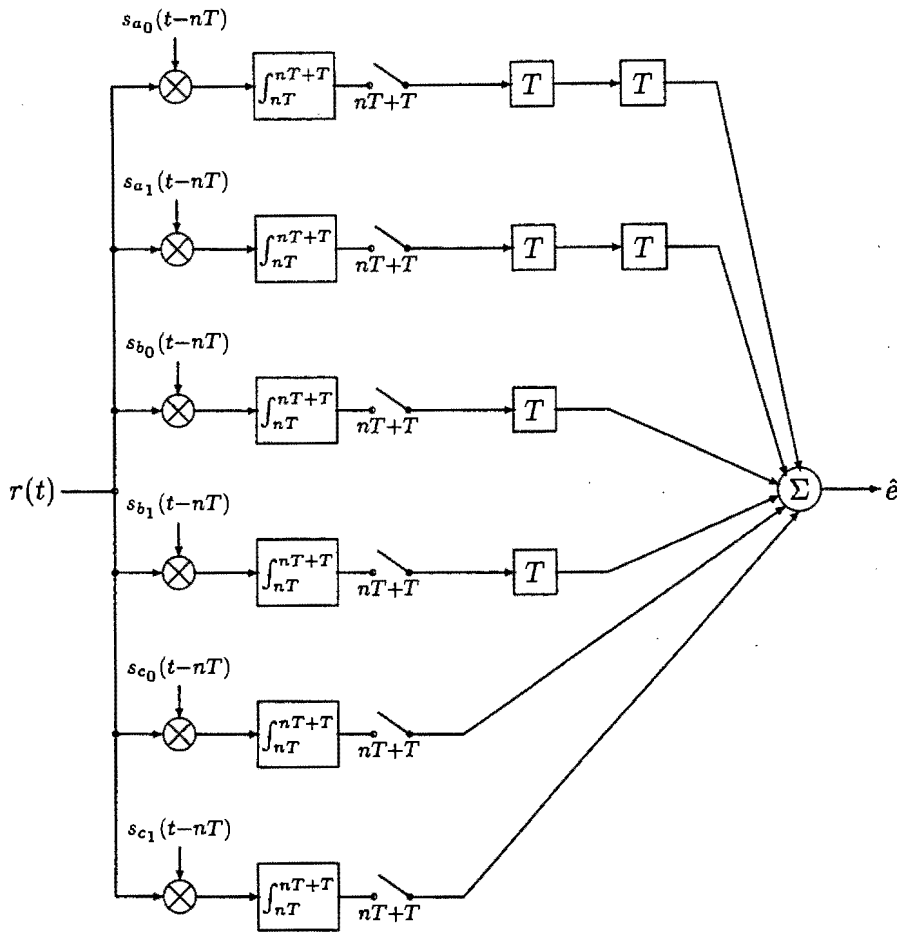 s_{a_0}(t−nT)
∫_{nT}^{nT+T}
nT+T
T
T
s_{a_1}(t−nT)
∫_{nT}^{nT+T}
nT+T
T
T
s_{b_0}(t−nT)
∫_{nT}^{nT+T}
nT+T
T
r(t)
Σ
ê
s_{b_1}(t−nT)
∫_{nT}^{nT+T}
nT+T
T
s_{c_0}(t−nT)
∫_{nT}^{nT+T}
nT+T
s_{c_1}(t−nT)
∫_{nT}^{nT+T}
nT+T